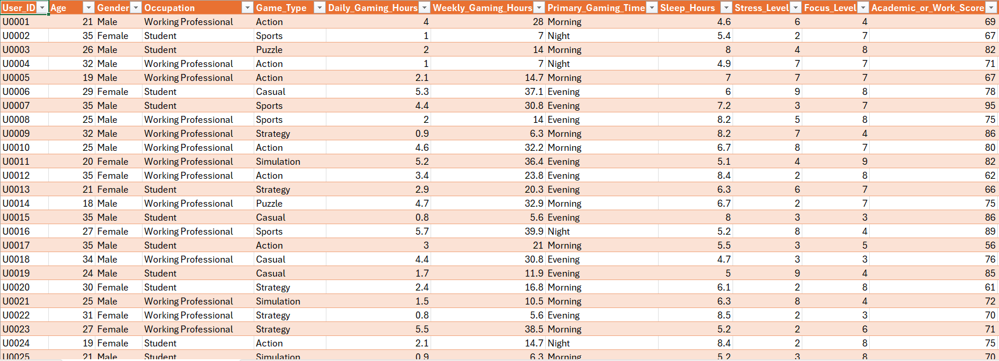 User_ID Age Gender Occupation Game_Type Daily_Gaming_Hours Weekly_Gaming_Hours Primary_Gaming_Time Sleep_Hours Stress_Level Focus_Level Academic_or_Work_Score
U0001 21 Male Working Professional Action 4 28 Morning 4.6 6 4 69
U0002 35 Female Student Sports 1 7 Night 5.4 2 7 67
U0003 26 Male Student Puzzle 2 14 Morning 8 4 8 82
U0004 32 Male Working Professional Action 1 7 Night 4.9 7 7 71
U0005 19 Male Working Professional Action 2.1 14.7 Morning 7 7 7 67
U0006 29 Female Student Casual 5.3 37.1 Evening 6 9 8 78
U0007 35 Male Student Sports 4.4 30.8 Evening 7.2 3 7 95
U0008 25 Male Working Professional Sports 2 14 Evening 8.2 5 8 75
U0009 32 Male Working Professional Strategy 0.9 6.3 Morning 8.2 7 4 86
U0010 25 Male Working Professional Action 4.6 32.2 Morning 6.7 8 7 80
U0011 20 Female Working Professional Simulation 5.2 36.4 Evening 5.1 4 9 82
U0012 35 Female Working Professional Action 3.4 23.8 Evening 8.4 2 8 62
U0013 21 Female Student Strategy 2.9 20.3 Evening 6.3 6 7 66
U0014 18 Male Working Professional Puzzle 4.7 32.9 Morning 6.7 2 7 75
U0015 35 Male Student Casual 0.8 5.6 Evening 8 3 3 86
U0016 27 Female Working Professional Sports 5.7 39.9 Night 5.2 8 4 89
U0017 35 Male Student Action 3 21 Morning 5.5 3 5 56
U0018 34 Male Working Professional Casual 4.4 30.8 Evening 4.7 3 3 76
U0019 24 Male Student Casual 1.7 11.9 Evening 5 9 4 85
U0020 30 Female Student Strategy 2.4 16.8 Morning 6.1 2 8 61
U0021 25 Male Working Professional Simulation 1.5 10.5 Morning 6.3 8 4 72
U0022 31 Female Working Professional Strategy 0.8 5.6 Evening 8.5 2 3 70
U0023 27 Female Working Professional Strategy 5.5 38.5 Morning 5.2 2 6 71
U0024 19 Female Student Action 2.1 14.7 Night 8.4 2 8 75
U0025 21 Male Student Simulation 0.9 6.3 Morning 5.2 3 8 70